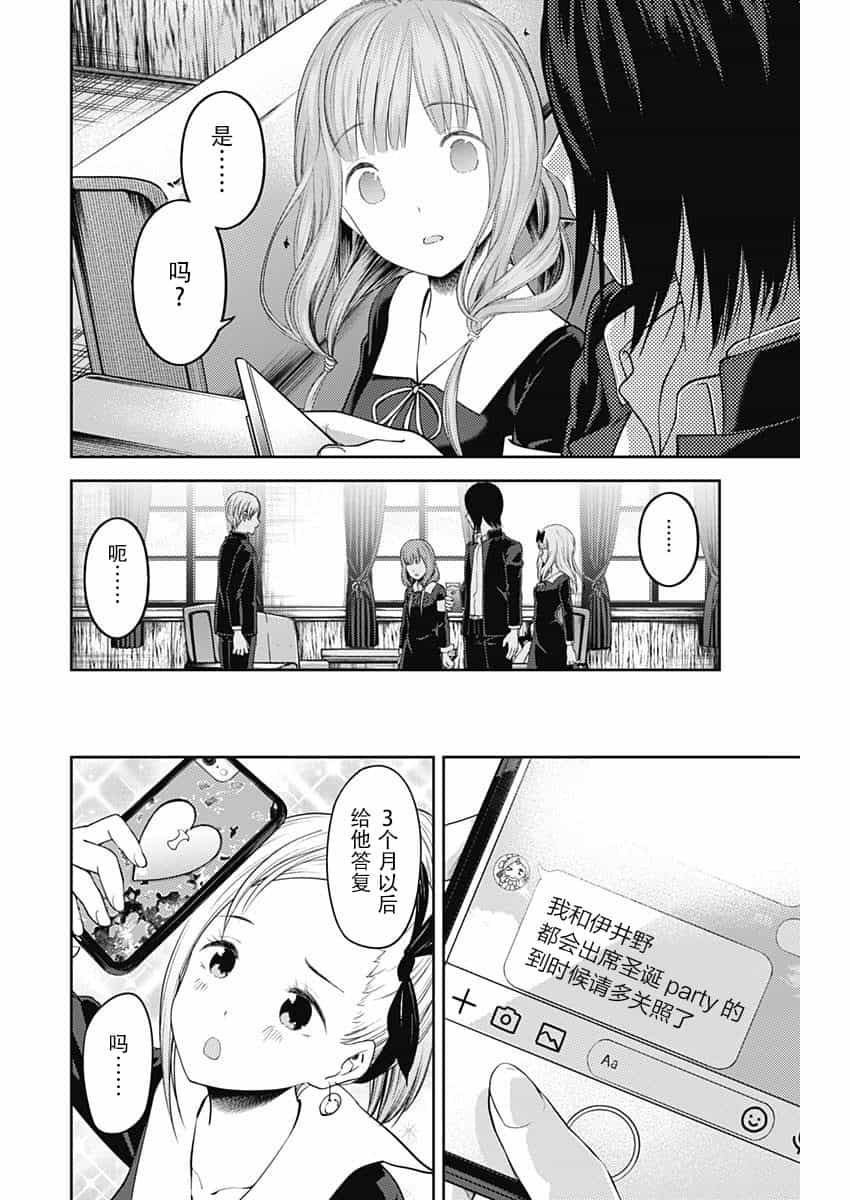 是……
吗?
……
呃……
我和伊井野
都会出席圣诞 party 的
到时候请多关照了
Aa
3个月以后
给他答复
吗……